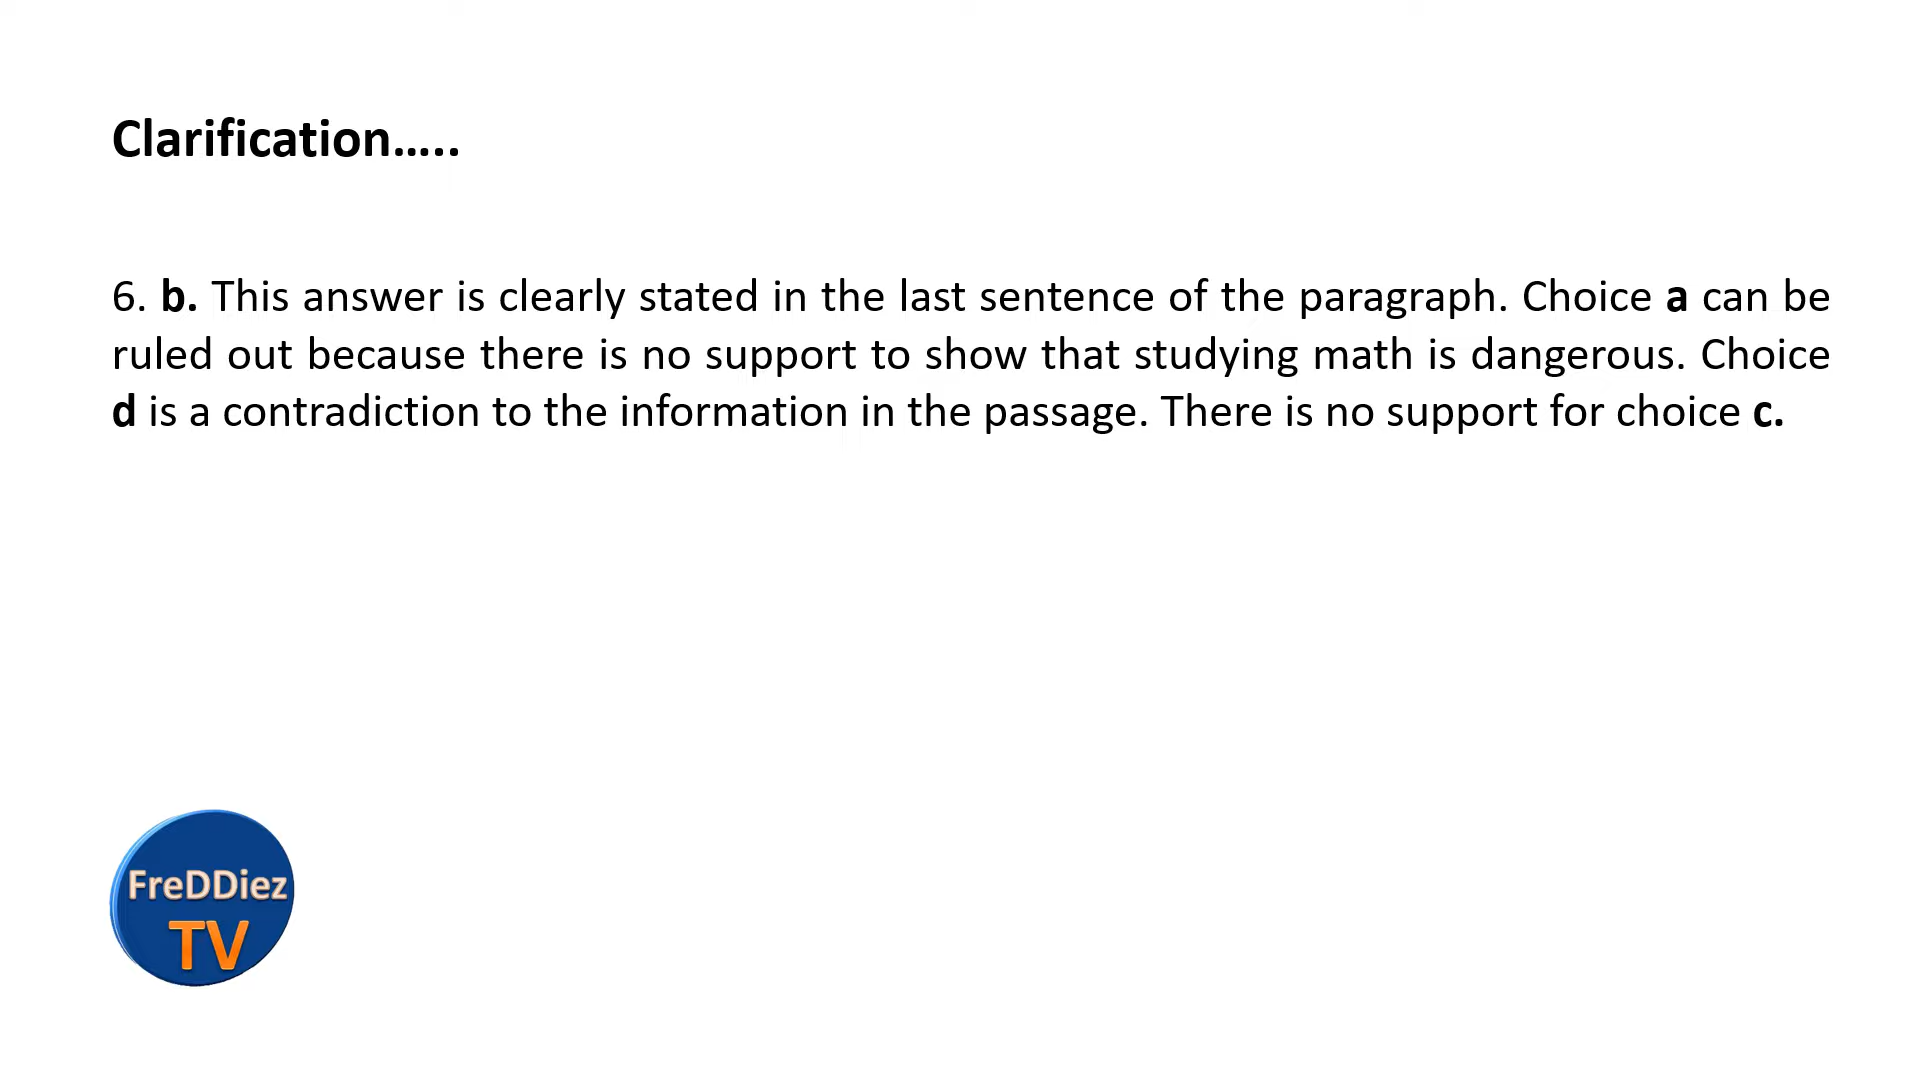 Clarification.....
6. b. This answer is clearly stated in the last sentence of the paragraph. Choice a can be
ruled out because there is no support to show that studying math is dangerous. Choice
d is a contradiction to the information in the passage. There is no support for choice c.
FreDDiez
TV